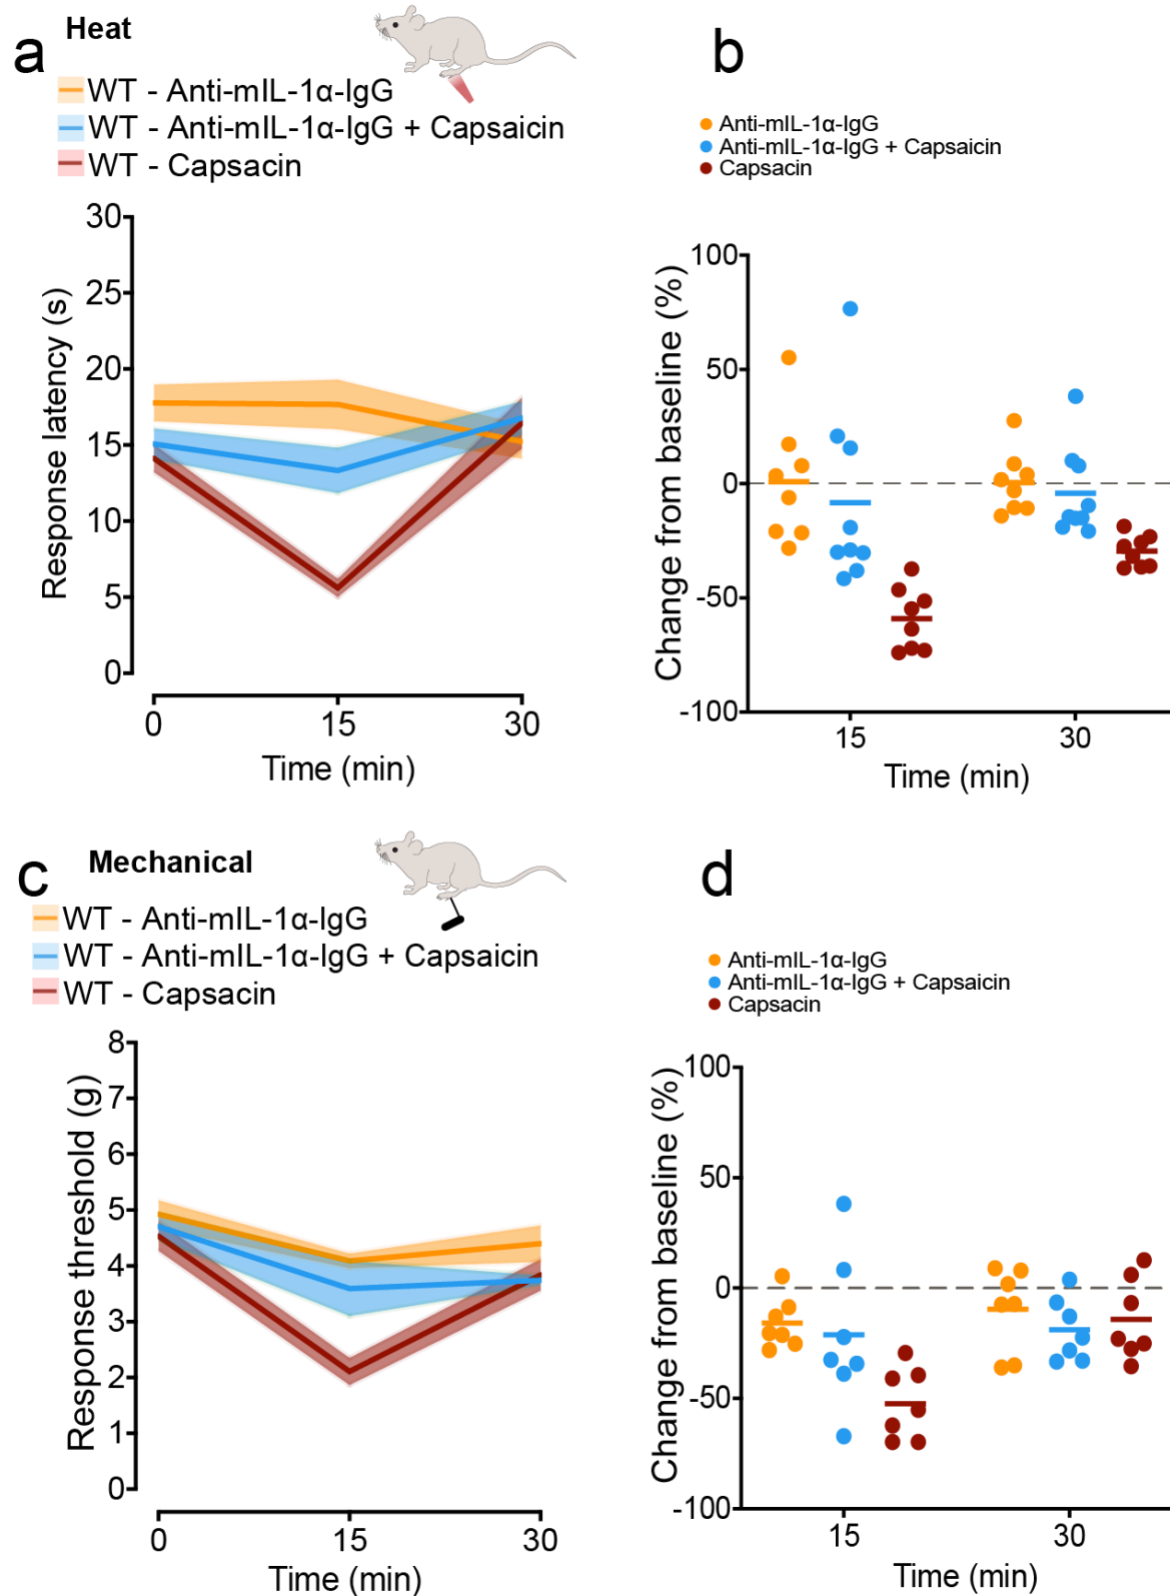 a Heat
WT - Anti-mIL-1α-IgG
WT - Anti-mIL-1α-IgG + Capsaicin
WT - Capsacin
30
25
20
15
10
5
0
Response latency (s)
0 15 30
Time (min)
b
Anti-mIL-1α-IgG
Anti-mIL-1α-IgG + Capsaicin
Capsacin
100
50
0
-50
-100
Change from baseline (%)
15 30
Time (min)
c Mechanical
WT - Anti-mIL-1α-IgG
WT - Anti-mIL-1α-IgG + Capsaicin
WT - Capsacin
8
7
6
5
4
3
2
1
0
Response threshold (g)
0 15 30
Time (min)
d
Anti-mIL-1α-IgG
Anti-mIL-1α-IgG + Capsaicin
Capsacin
100
50
0
-50
-100
Change from baseline (%)
15 30
Time (min)